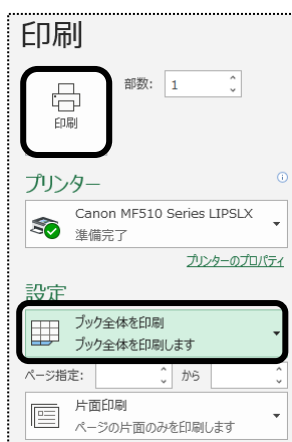 印刷
部数: 1
印刷
プリンター
Canon MF510 Series LIPSLX
準備完了
プリンターのプロパティ
設定
ブック全体を印刷
ブック全体を印刷します
ページ指定: から
片面印刷
ページの片面のみを印刷します